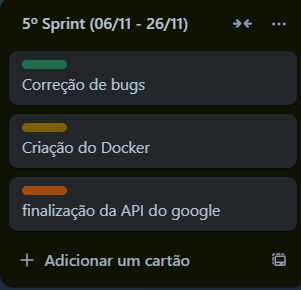 5º Sprint (06/11 - 26/11)
Correção de bugs
Criação do Docker
finalização da API do google
Adicionar um cartão